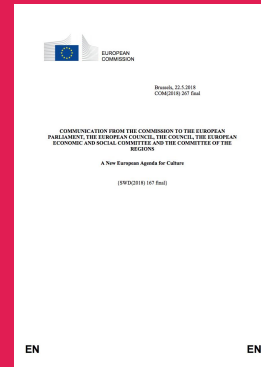 EUROPEAN
COMMISSION
Brussels, 22.5.2018
COM(2018) 267 final
COMMUNICATION FROM THE COMMISSION TO THE EUROPEAN
PARLIAMENT, THE EUROPEAN COUNCIL, THE COUNCIL, THE EUROPEAN
ECONOMIC AND SOCIAL COMMITTEE AND THE COMMITTEE OF THE
REGIONS
A New European Agenda for Culture
{SWD(2018) 167 final}
EN EN